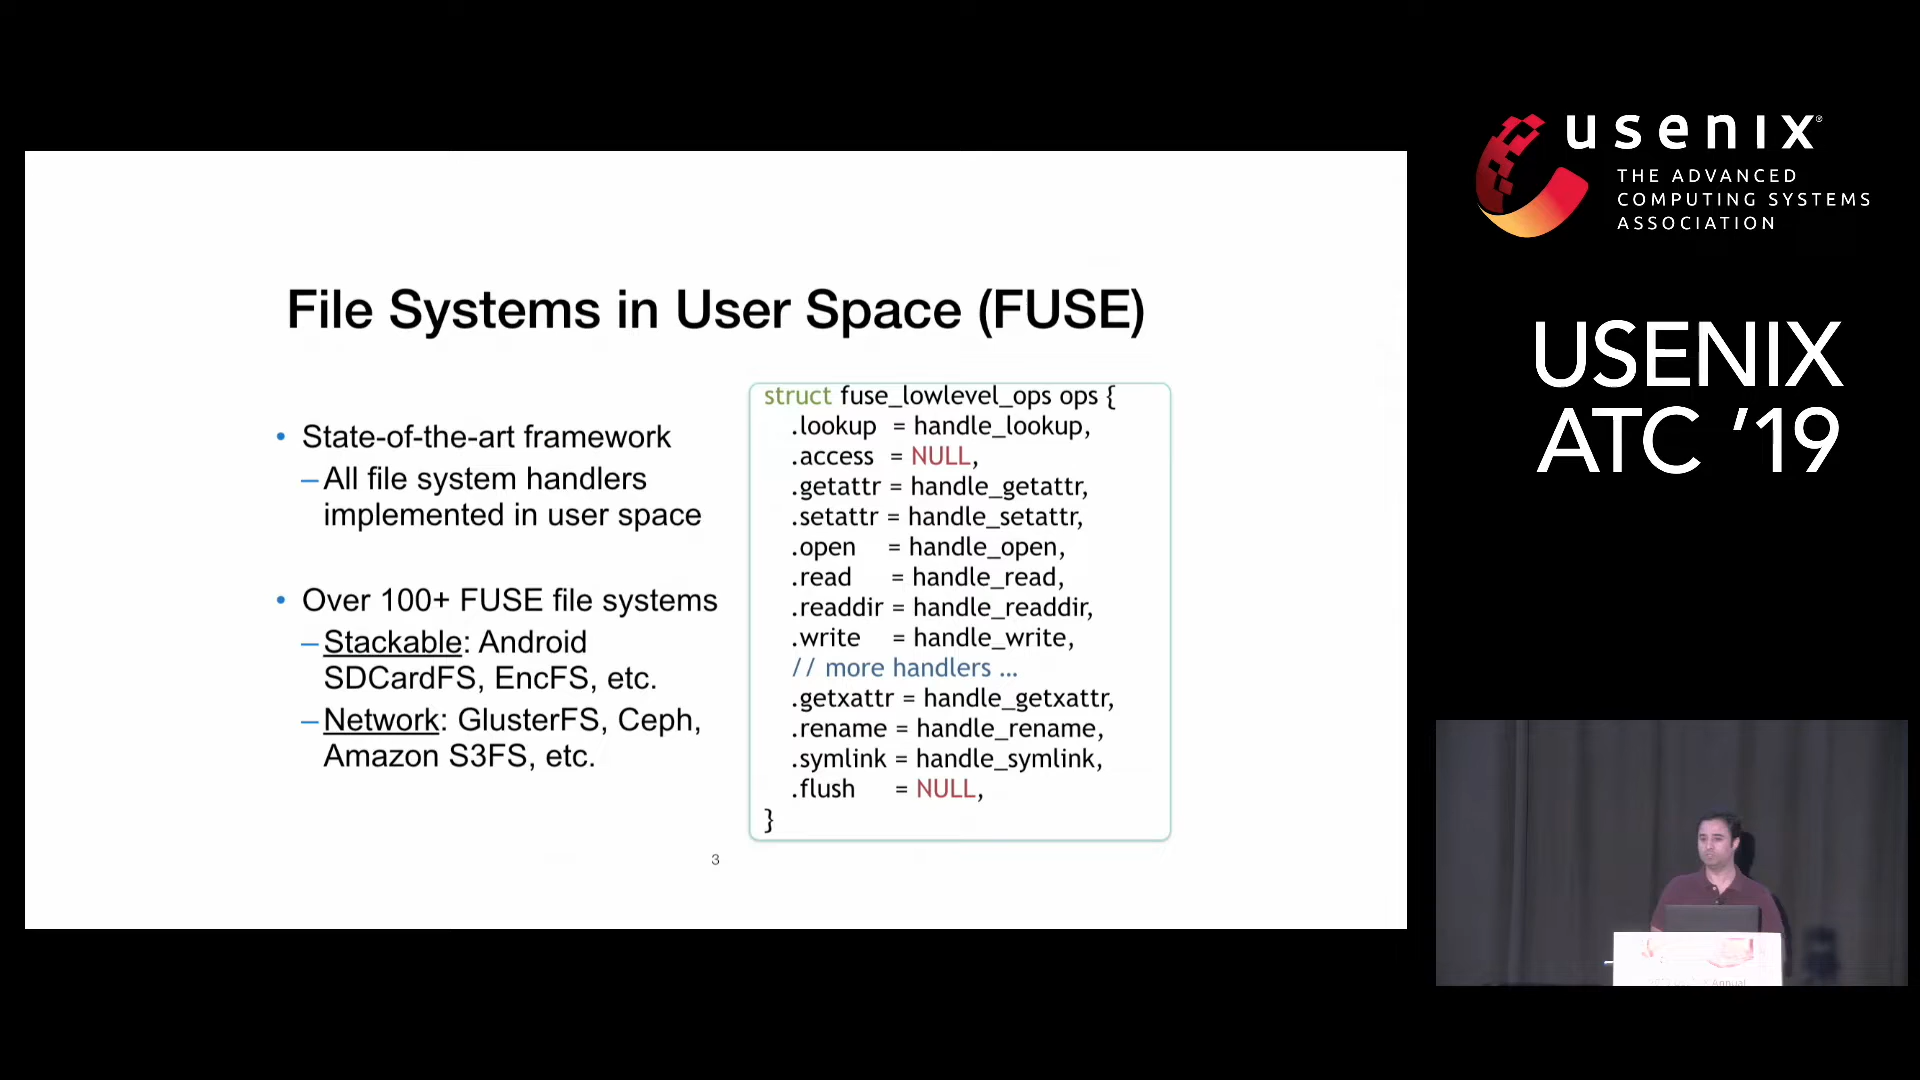 File Systems in User Space (FUSE)
• State-of-the-art framework
–All file system handlers
implemented in user space
• Over 100+ FUSE file systems
–Stackable: Android
SDCardFS, EncFS, etc.
–Network: GlusterFS, Ceph,
Amazon S3FS, etc.
struct fuse_lowlevel_ops ops {
.lookup = handle_lookup,
.access = NULL,
.getattr = handle_getattr,
.setattr = handle_setattr,
.open = handle_open,
.read = handle_read,
.readdir = handle_readdir,
.write = handle_write,
// more handlers ...
.getxattr = handle_getxattr,
.rename = handle_rename,
.symlink = handle_symlink,
.flush = NULL,
}
3
usenix®
THE ADVANCED
COMPUTING SYSTEMS
ASSOCIATION
USENIX
ATC '19
Annual